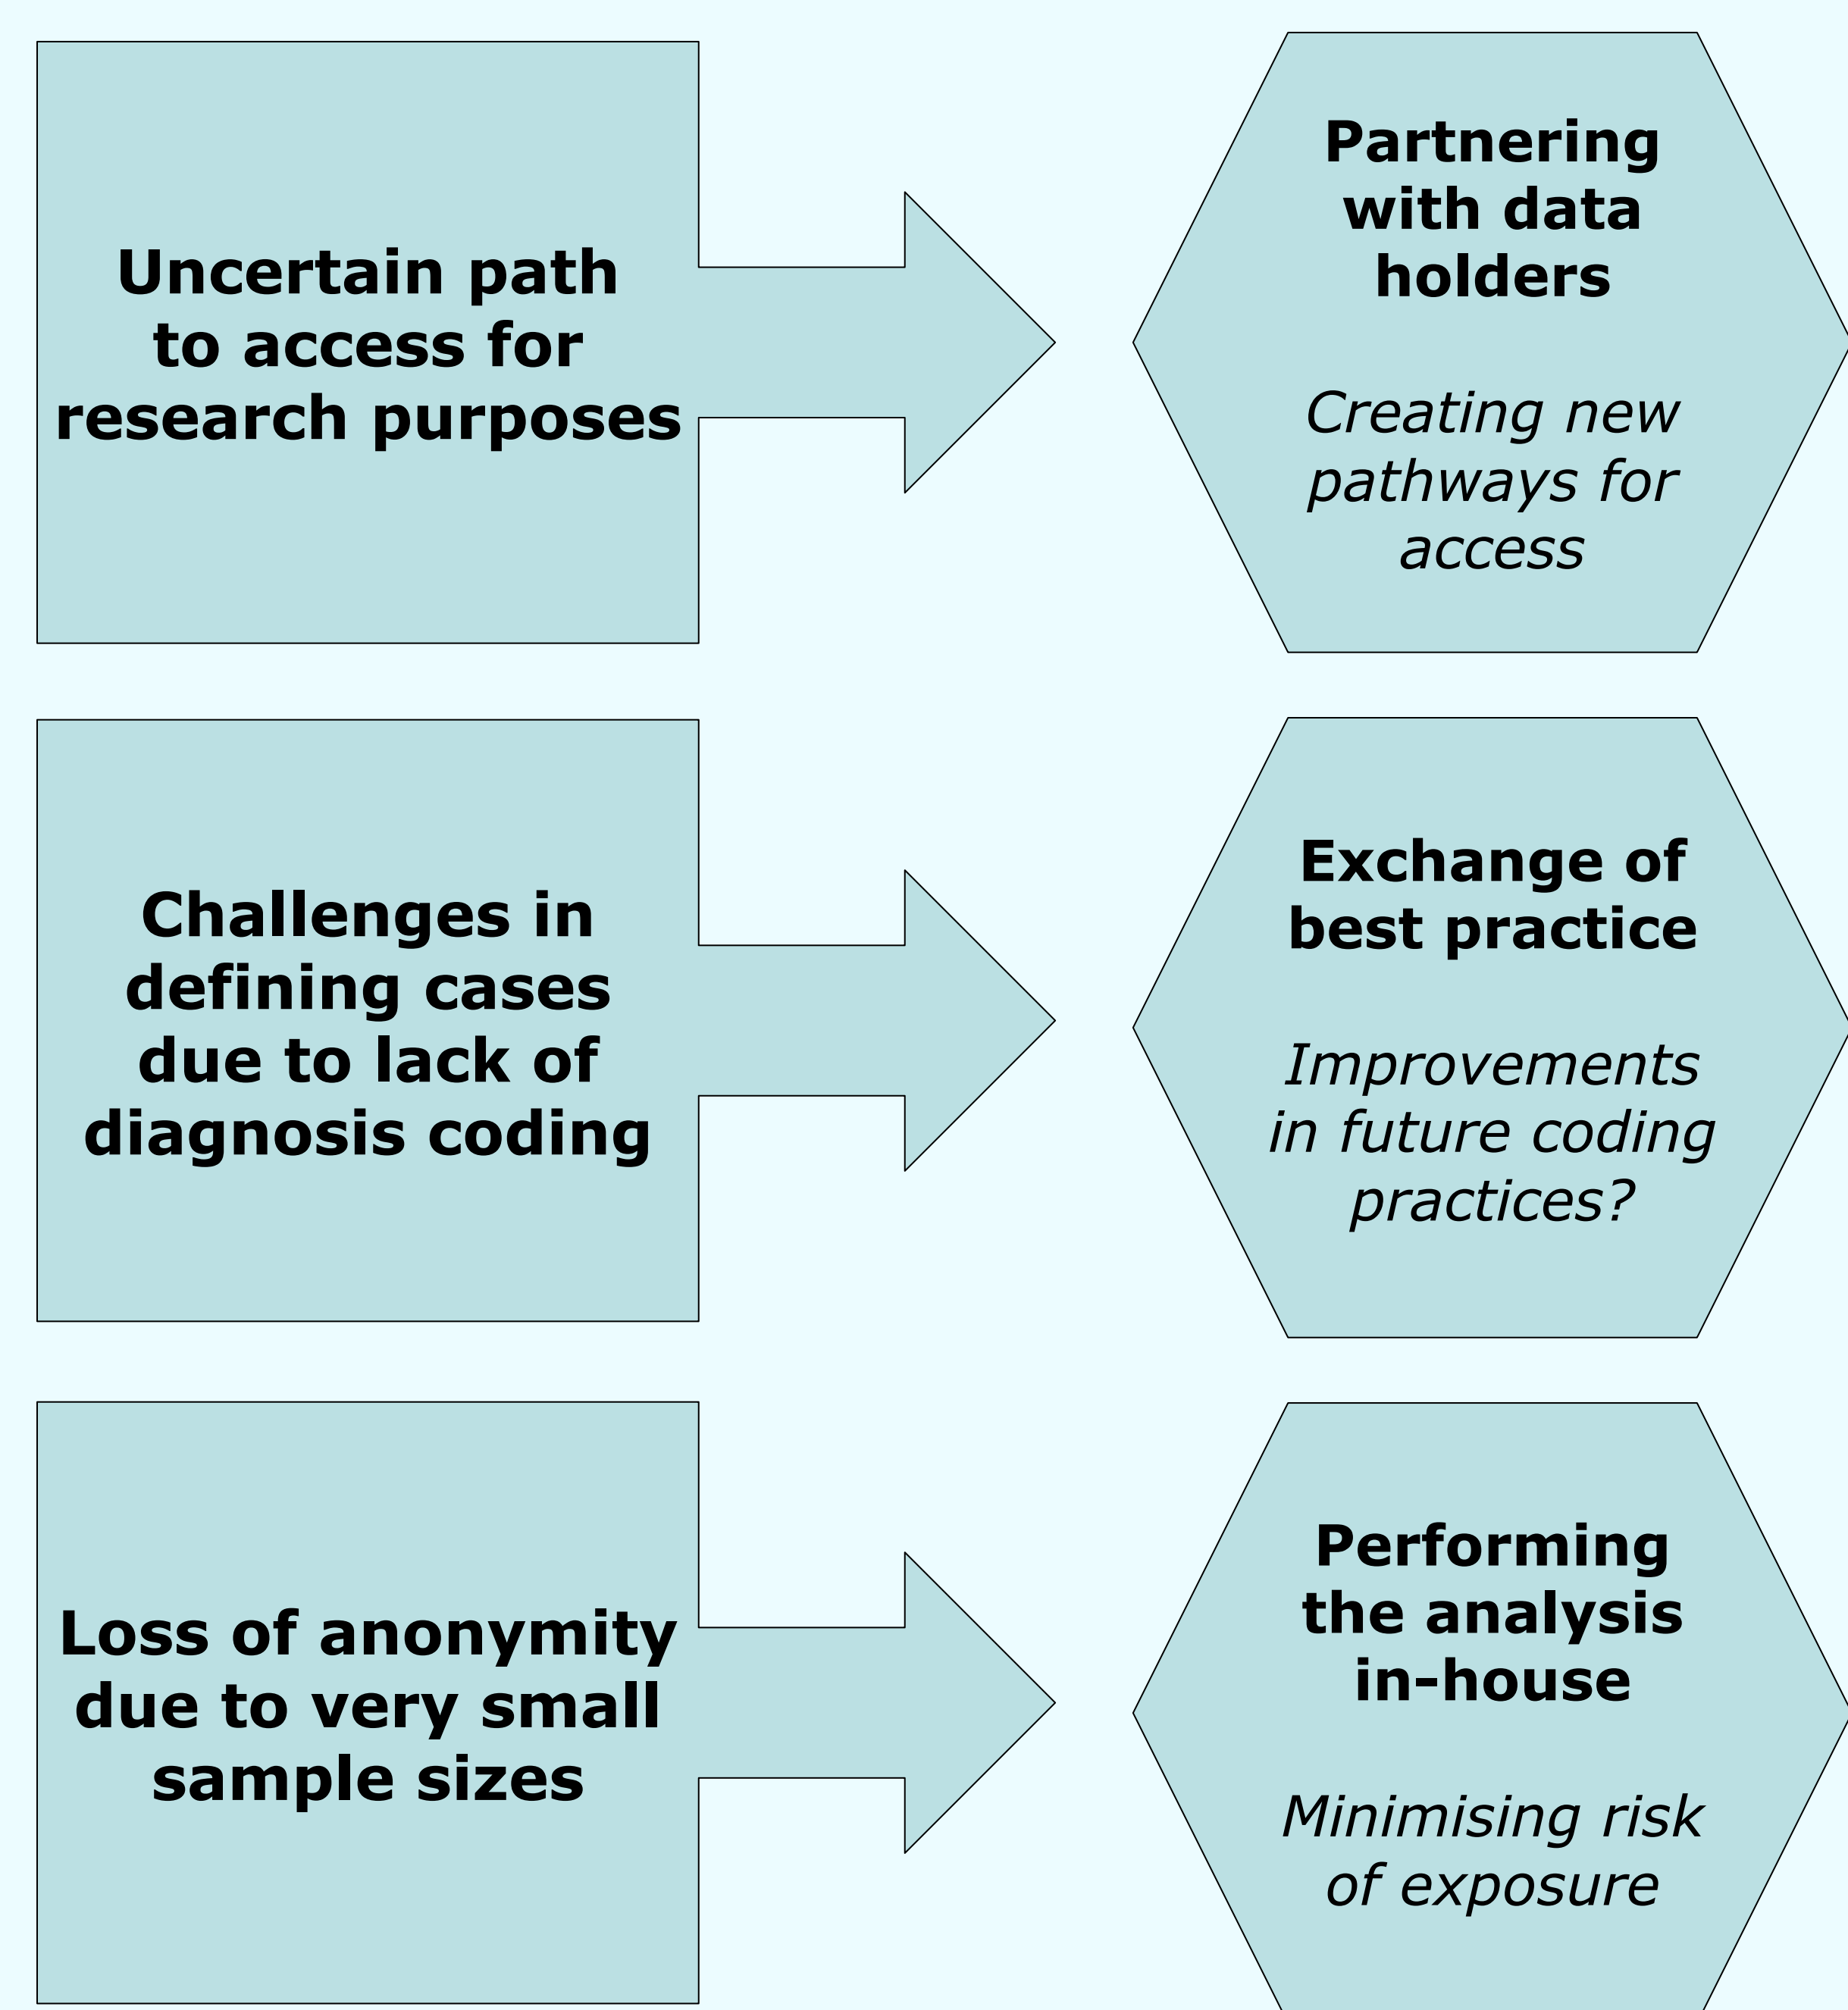 Uncertain path
to access for
research purposes
Partnering
with data
holders
Creating new
pathways for
access
Challenges in
defining cases
due to lack of
diagnosis coding
Exchange of
best practice
Improvements
in future coding
practices?
Loss of anonymity
due to very small
sample sizes
Performing
the analysis
in-house
Minimising risk
of exposure